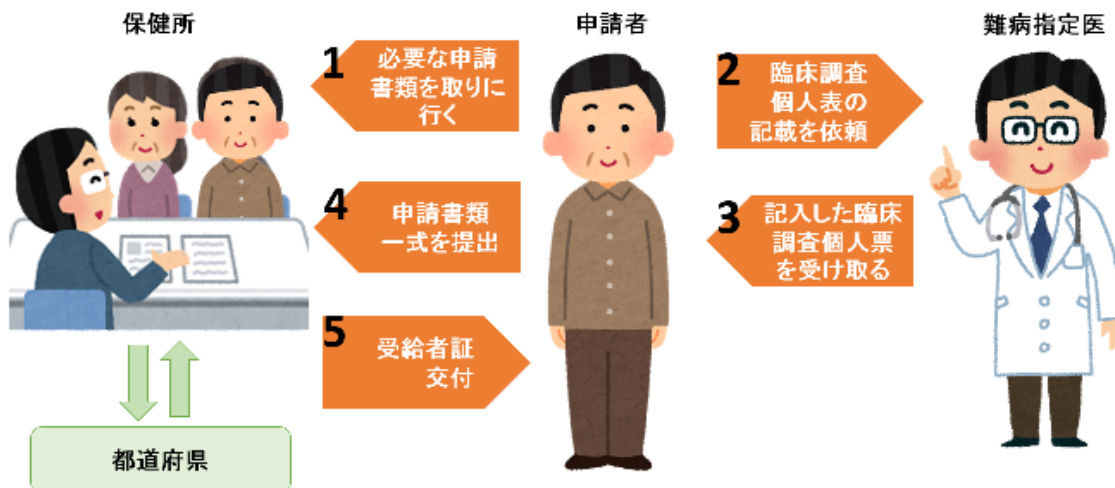 保健所
申請者
難病指定医
1
必要な申請
書類を取りに
行く
2
臨床調査
個人表の
記載を依頼
3
記入した臨床
調査個人票
を受け取る
4
申請書類
一式を提出
5
受給者証
交付
都道府県